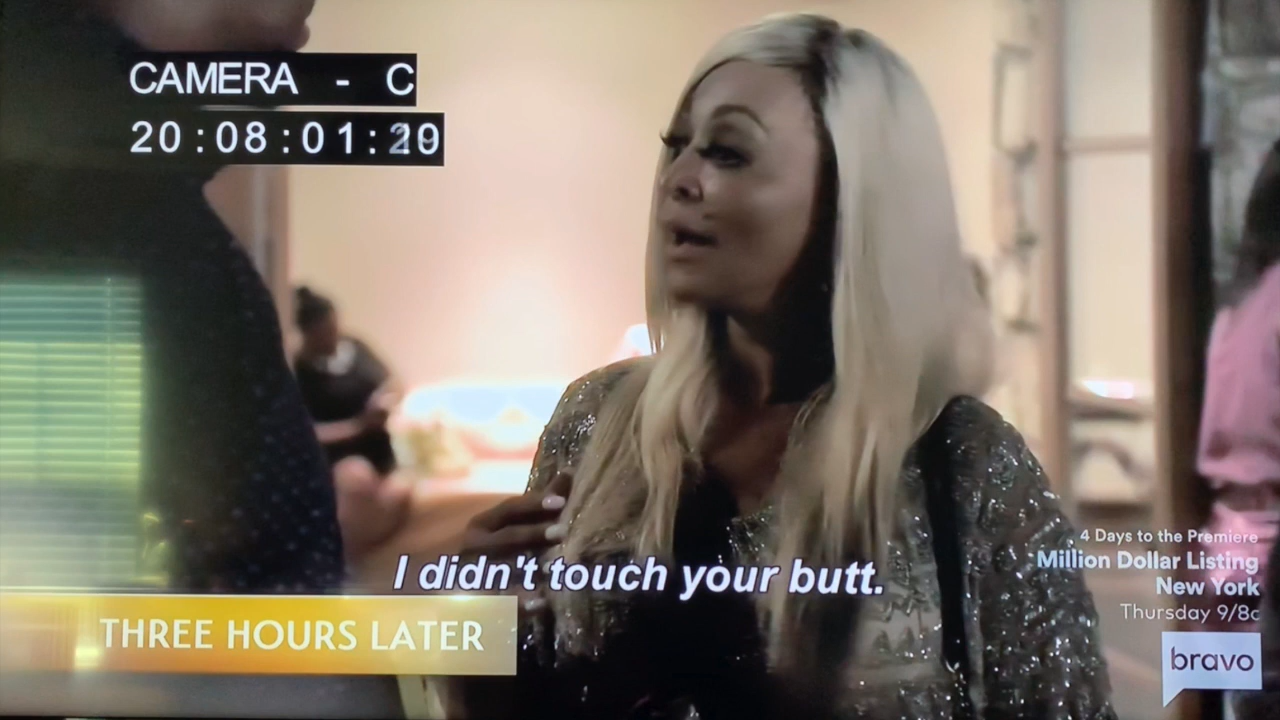 CAMERA - C
20:08:01:20
I didn't touch your butt.
THREE HOURS LATER
4 Days to the Premiere
Million Dollar Listing
New York
Thursday 9/8c
bravo